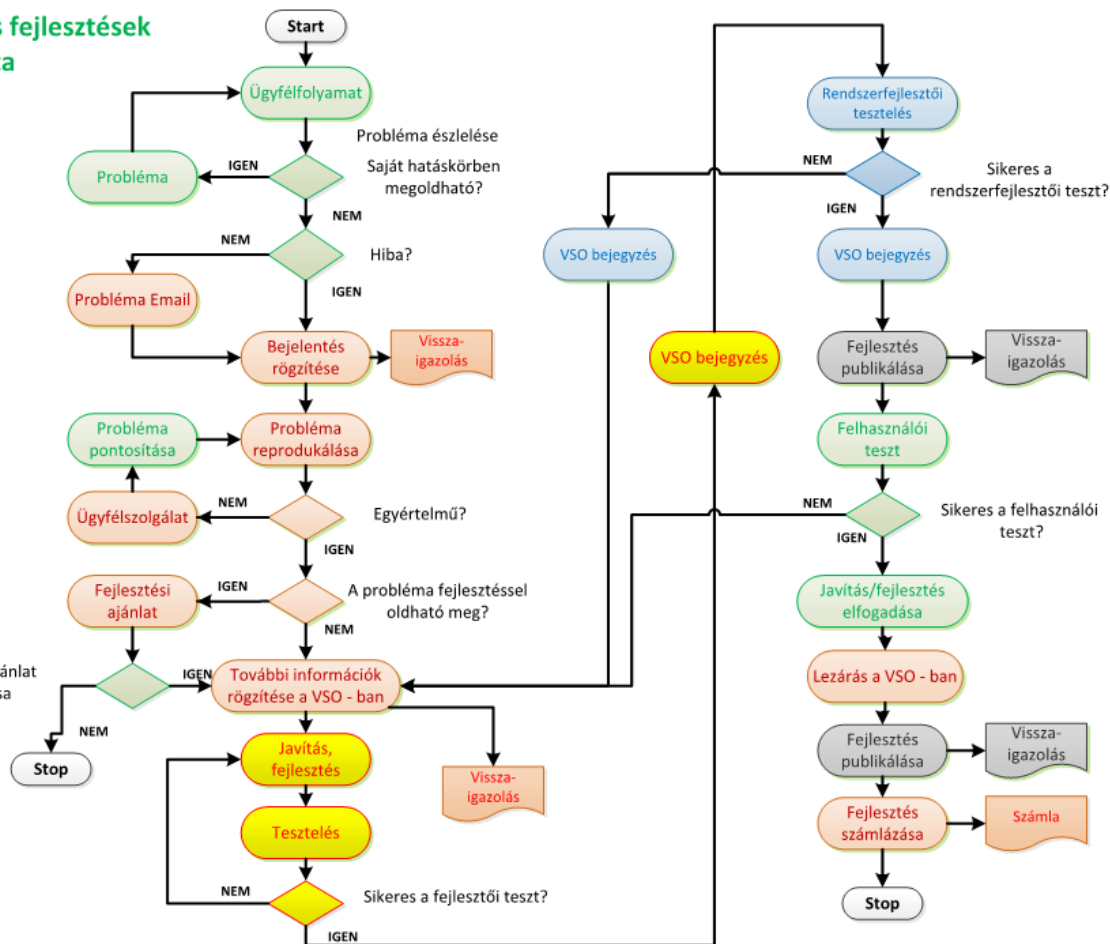 s fejlesztések
ta
Start
Ügyfélfolyamat
Probléma észlelése
IGEN
Saját hatáskörben
megoldható?
Probléma
NEM
NEM
Hiba?
IGEN
Probléma Email
Bejelentés
rögzítése
Vissza-
igazolás
Probléma
pontosítása
Probléma
reprodukálása
NEM
Ügyfélszolgálat
Egyértelmű?
IGEN
Fejlesztési
ajánlat
IGEN
A probléma fejlesztéssel
oldható meg?
NEM
ánlat
sa
IGEN
További információk
rögzítése a VSO - ban
NEM
Stop
Javítás,
fejlesztés
Vissza-
igazolás
Tesztelés
NEM
Sikeres a fejlesztői teszt?
IGEN
VSO bejegyzés
Rendszerfejlesztői
tesztelés
NEM
Sikeres a
rendszerfejlesztői teszt?
IGEN
VSO bejegyzés
VSO bejegyzés
Fejlesztés
publikálása
Vissza-
igazolás
Felhasználói
teszt
NEM
Sikeres a felhasználói
teszt?
IGEN
Javítás/fejlesztés
elfogadása
Lezárás a VSO - ban
Fejlesztés
publikálása
Vissza-
igazolás
Fejlesztés
számlázása
Számla
Stop